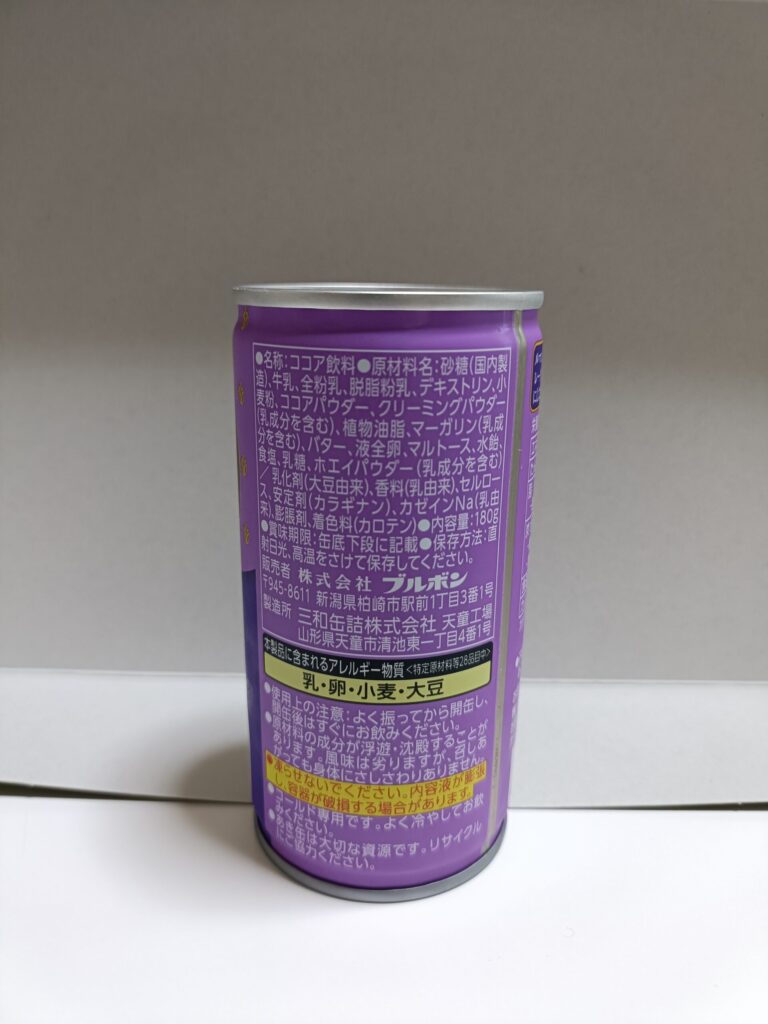 ●名称:ココア飲料●原材料名:砂糖(国内製
造)、牛乳、全粉乳、脱脂粉乳、デキストリン、小
麦粉、ココアパウダー、クリーミングパウダー
(乳成分を含む)、植物油脂、マーガリン(乳成
分を含む)、バター、液全卵、マルトース、水飴、
食塩、乳糖、ホエイパウダー(乳成分を含む)
/乳化剤(大豆由来)、香料(乳由来)、セルロー
ス、安定剤(カラギナン)、カゼインNa(乳由
来)、膨脹剤、着色料(カロテン)●内容量:180g
●賞味期限:缶底下段に記載●保存方法:直
射日光、高温をさけて保存してください。
販売者 株式会社 ブルボン
〒945-8611 新潟県柏崎市駅前1丁目3番1号
製造所 三和缶詰株式会社 天童工場
山形県天童市清池東一丁目4番1号
本製品に含まれるアレルギー物質<特定原材料等28品目中>
乳・卵・小麦・大豆
●使用上の注意:よく振ってから開缶し、
開缶後はすぐにお飲みください。
●原材料の成分が浮遊・沈殿することが
あります。風味は劣りますが、召しあ
がっても身体にさしさわりありません。
●凍らせないでください。内容液が膨張
し、容器が破損する場合があります。
●コールド専用です。よく冷やしてお飲
みください。
●あき缶は大切な資源です。リサイクル
にご協力ください。